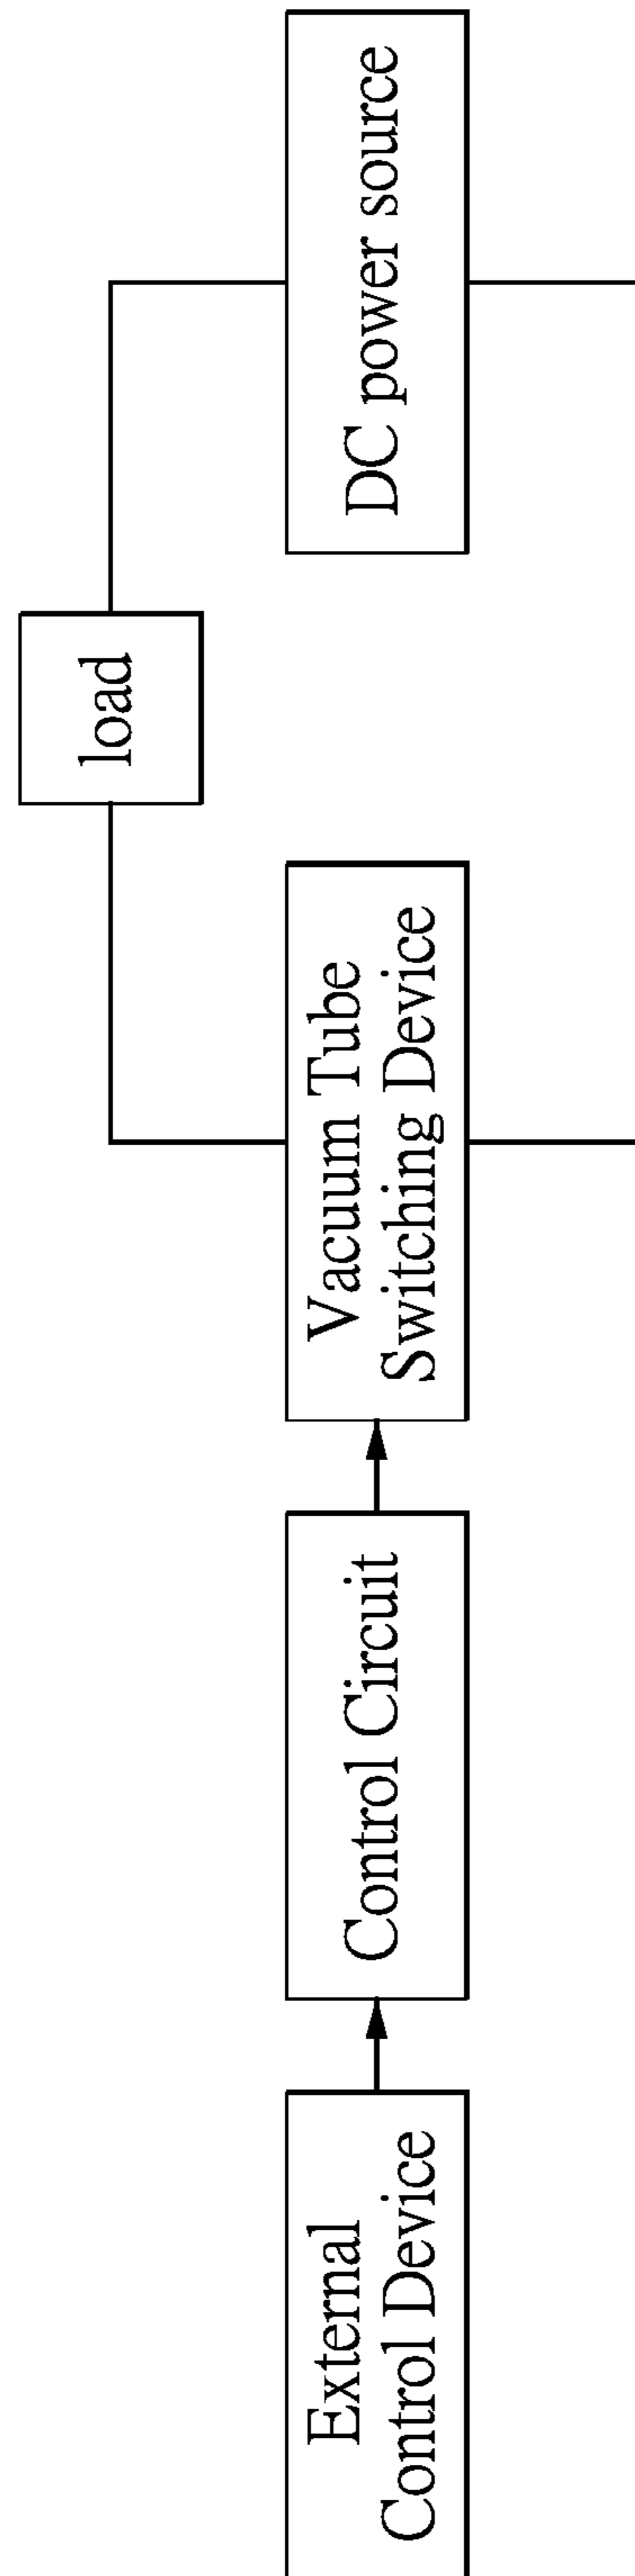 load
External
Control Device
Control Circuit
Vacuum Tube
Switching Device
DC power source